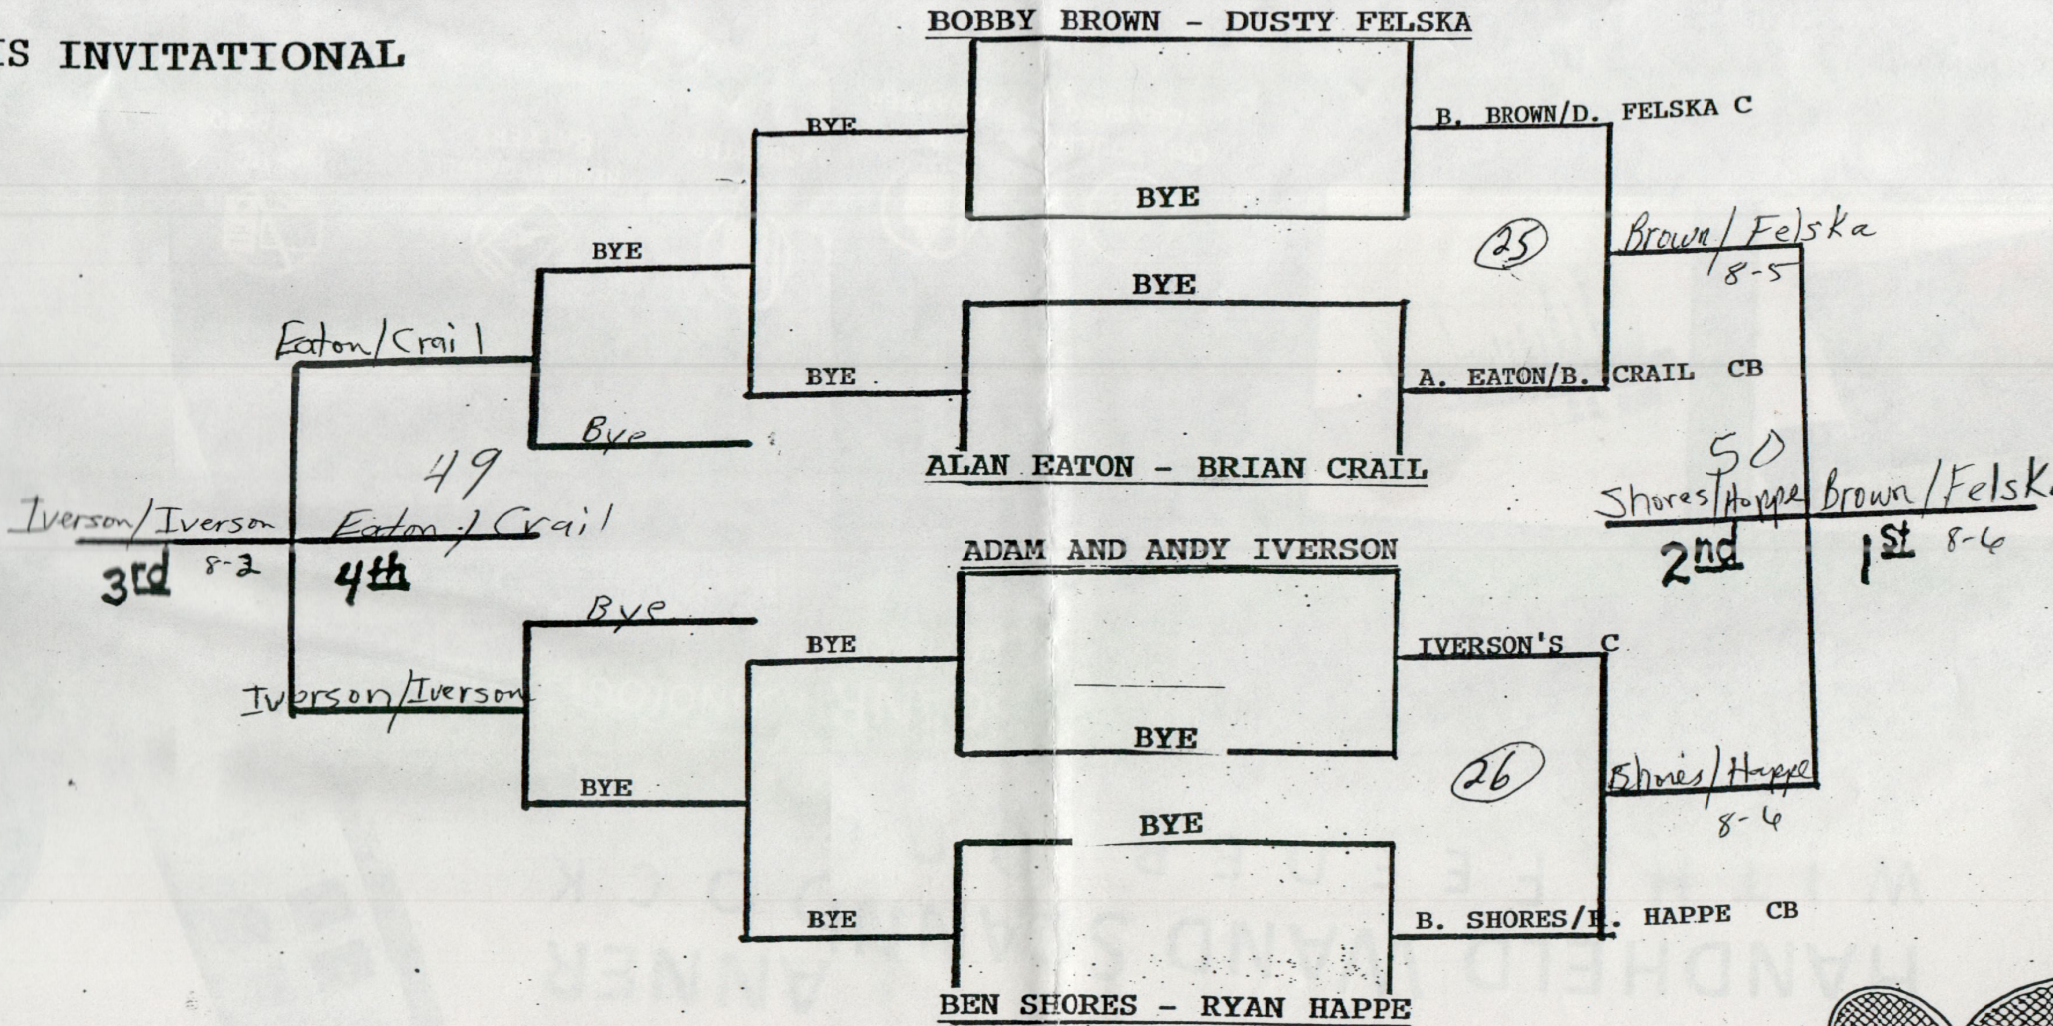 BOBBY BROWN - DUSTY FELSKA
IS INVITATIONAL
BYE
B. BROWN/D. FELSKA C
BYE
BYE
25
Brown/Felska
8-5
BYE
Eaton/Crail
BYE
A. EATON/B. CRAIL CB
Bye
ALAN EATON - BRIAN CRAIL
49
50
Iverson/Iverson
Eaton/Crail
Shores/Happe
Brown/Felska
3rd
8-2
4th
2nd
1st
8-6
ADAM AND ANDY IVERSON
Bye
BYE
IVERSON'S C
Iverson/Iverson
BYE
26
Shores/Happe
8-6
BYE
BYE
BYE
B. SHORES/R. HAPPE CB
BEN SHORES - RYAN HAPPE